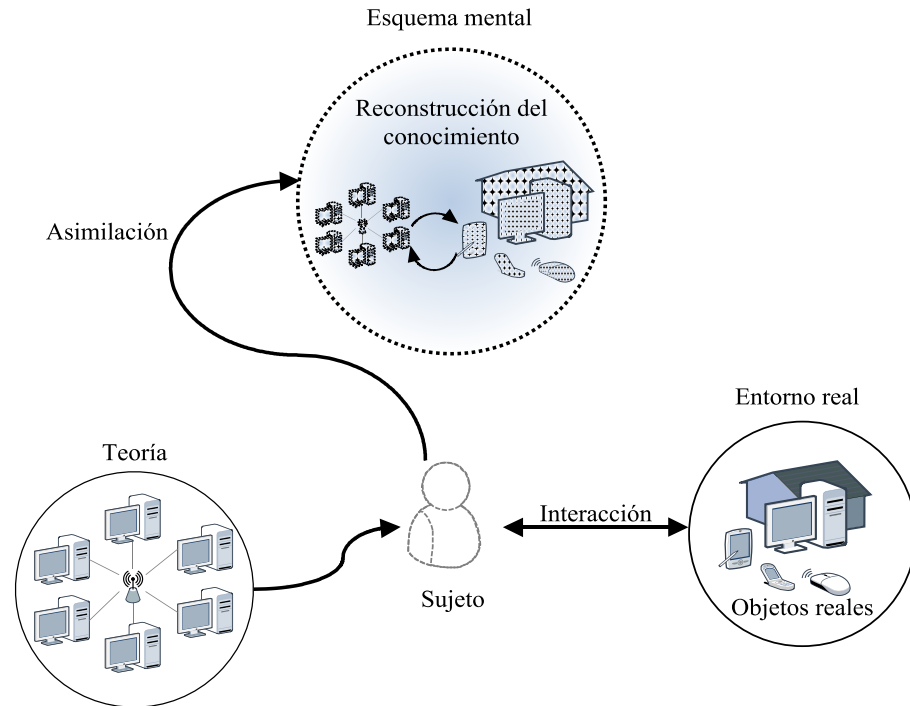 Esquema mental
Reconstrucción del
conocimiento
Asimilación
Entorno real
Teoría
Interacción
Sujeto
Objetos reales